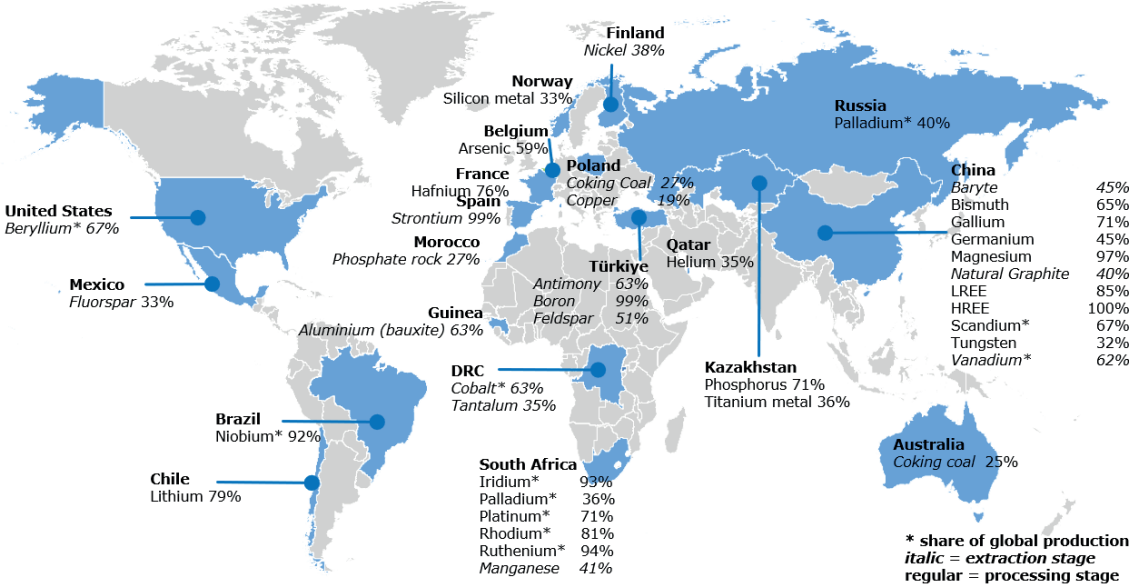 Finland
Nickel 38%
Norway
Silicon metal 33%
Belgium
Arsenic 59%
France
Hafnium 76%
Spain
Strontium 99%
Morocco
Phosphate rock 27%
Guinea
Aluminium (bauxite) 63%
Poland
Coking Coal 27%
Copper 19%
Türkiye
Antimony 63%
Boron 99%
Feldspar 51%
Qatar
Helium 35%
Russia
Palladium* 40%
China
Baryte 45%
Bismuth 65%
Gallium 71%
Germanium 45%
Magnesium 97%
Natural Graphite 40%
LREE 85%
HREE 100%
Scandium* 67%
Tungsten 32%
Vanadium* 62%
United States
Beryllium* 67%
Mexico
Fluorspar 33%
Brazil
Niobium* 92%
Chile
Lithium 79%
DRC
Cobalt* 63%
Tantalum 35%
Kazakhstan
Phosphorus 71%
Titanium metal 36%
South Africa
Iridium* 93%
Palladium* 36%
Platinum* 71%
Rhodium* 81%
Ruthenium* 94%
Manganese 41%
Australia
Coking coal 25%
* share of global production
italic = extraction stage
regular = processing stage